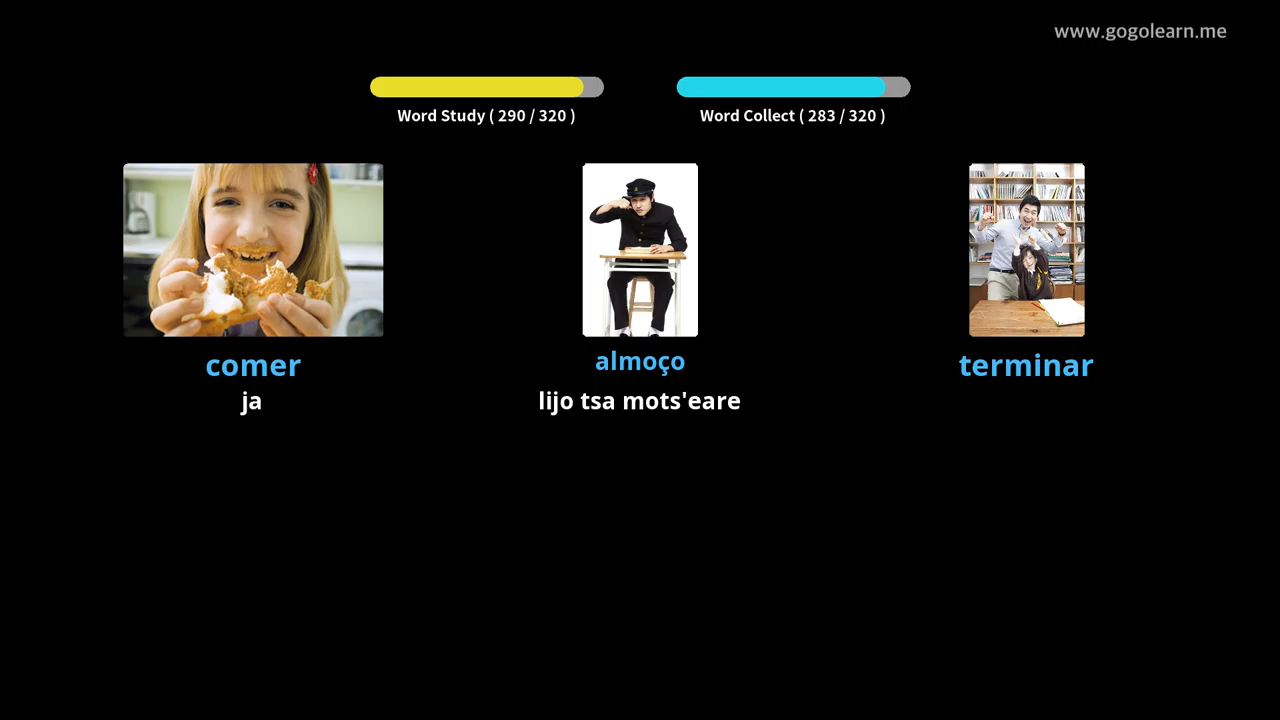 www.gogolearn.me
Word Study ( 290 / 320 )
Word Collect ( 283 / 320 )
comer
almoço
terminar
ja
lijo tsa mots'eare